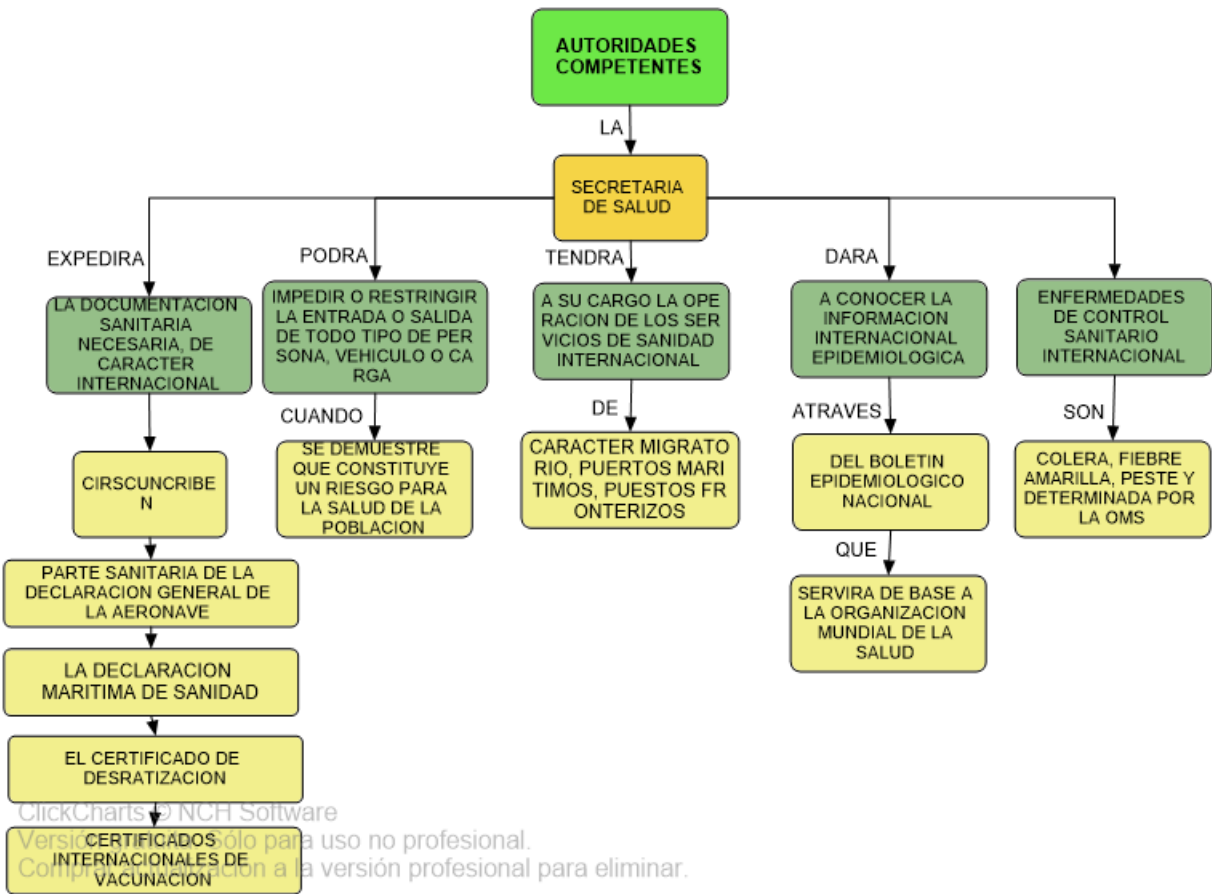 AUTORIDADES
COMPETENTES
LA
SECRETARIA
DE SALUD
EXPEDIRA
LA DOCUMENTACION
SANITARIA
NECESARIA, DE
CARACTER
INTERNACIONAL
CIRSCUNCRIBE
N
PARTE SANITARIA DE LA
DECLARACION GENERAL DE
LA AERONAVE
LA DECLARACION
MARITIMA DE SANIDAD
EL CERTIFICADO DE
DESRATIZACION
CERTIFICADOS
INTERNACIONALES DE
VACUNACION
PODRA
IMPEDIR O RESTRINGIR
LA ENTRADA O SALIDA
DE TODO TIPO DE PER
SONA, VEHICULO O CA
RGA
CUANDO
SE DEMUESTRE
QUE CONSTITUYE
UN RIESGO PARA
LA SALUD DE LA
POBLACION
TENDRA
A SU CARGO LA OPE
RACION DE LOS SER
VICIOS DE SANIDAD
INTERNACIONAL
DE
CARACTER MIGRATO
RIO, PUERTOS MARI
TIMOS, PUESTOS FR
ONTERIZOS
DARA
A CONOCER LA
INFORMACION
INTERNACIONAL
EPIDEMIOLOGICA
ATRAVES
DEL BOLETIN
EPIDEMIOLOGICO
NACIONAL
QUE
SERVIRA DE BASE A
LA ORGANIZACION
MUNDIAL DE LA
SALUD
ENFERMEDADES
DE CONTROL
SANITARIO
INTERNACIONAL
SON
COLERA, FIEBRE
AMARILLA, PESTE Y
DETERMINADA POR
LA OMS
ClickCharts © NCH Software
Versión Sólo para uso no profesional.
Comprar a la versión profesional para eliminar.